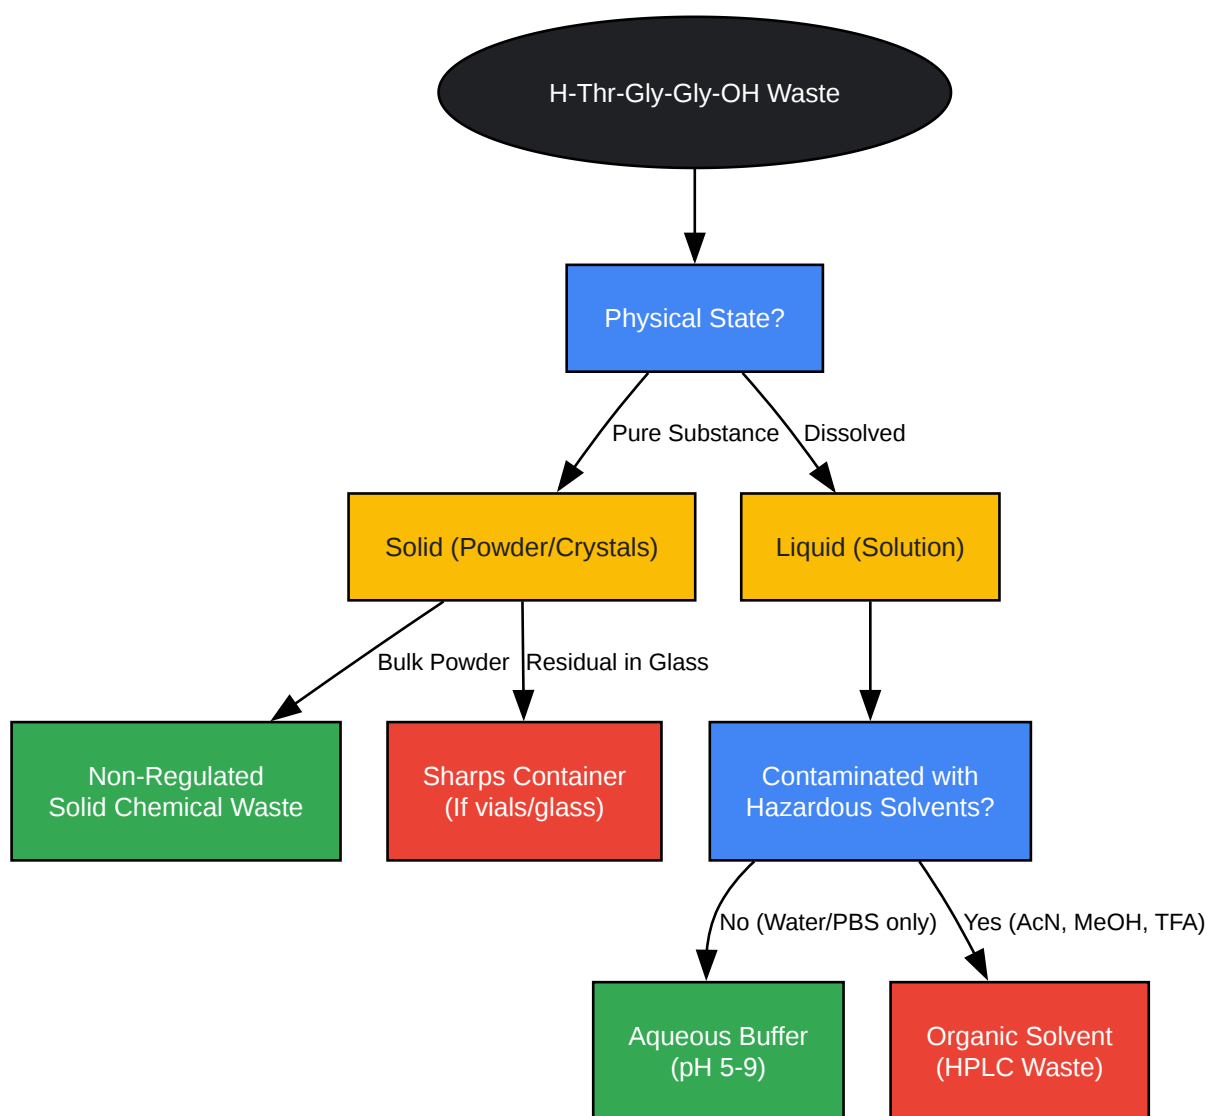 H-Thr-Gly-Gly-OH Waste
Physical State?
Pure Substance
Dissolved
Solid (Powder/Crystals)
Liquid (Solution)
Bulk Powder
Residual in Glass
Non-Regulated
Solid Chemical Waste
Sharps Container
(If vials/glass)
Contaminated with
Hazardous Solvents?
No (Water/PBS only)
Yes (AcN, MeOH, TFA)
Aqueous Buffer
(pH 5-9)
Organic Solvent
(HPLC Waste)